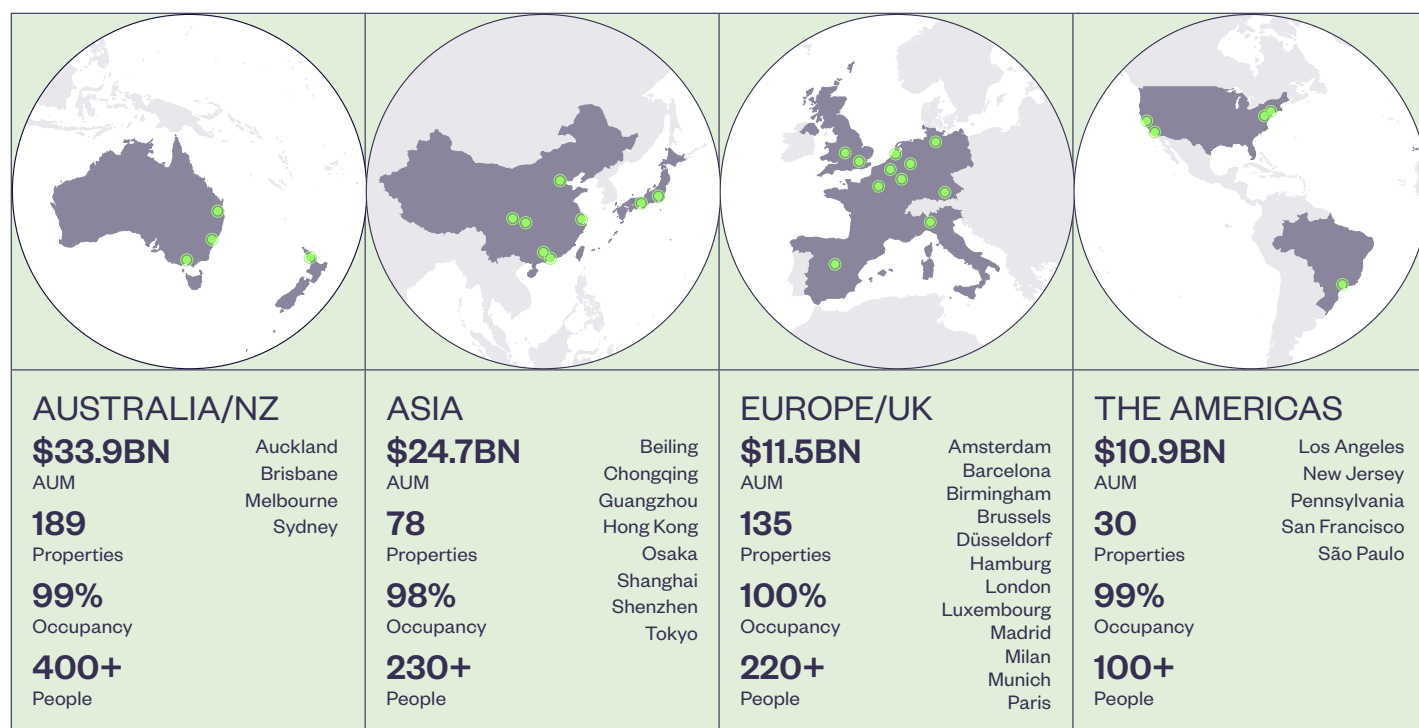 AUSTRALIA/NZ
$33.9BN
AUM
189
Properties
99%
Occupancy
400+
People
Auckland
Brisbane
Melbourne
Sydney
ASIA
$24.7BN
AUM
78
Properties
98%
Occupancy
230+
People
Beiling
Chongqing
Guangzhou
Hong Kong
Osaka
Shanghai
Shenzhen
Tokyo
EUROPE/UK
$11.5BN
AUM
135
Properties
100%
Occupancy
220+
People
Amsterdam
Barcelona
Birmingham
Brussels
Düsseldorf
Hamburg
London
Luxembourg
Madrid
Milan
Munich
Paris
THE AMERICAS
$10.9BN
AUM
30
Properties
99%
Occupancy
100+
People
Los Angeles
New Jersey
Pennsylvania
San Francisco
São Paulo